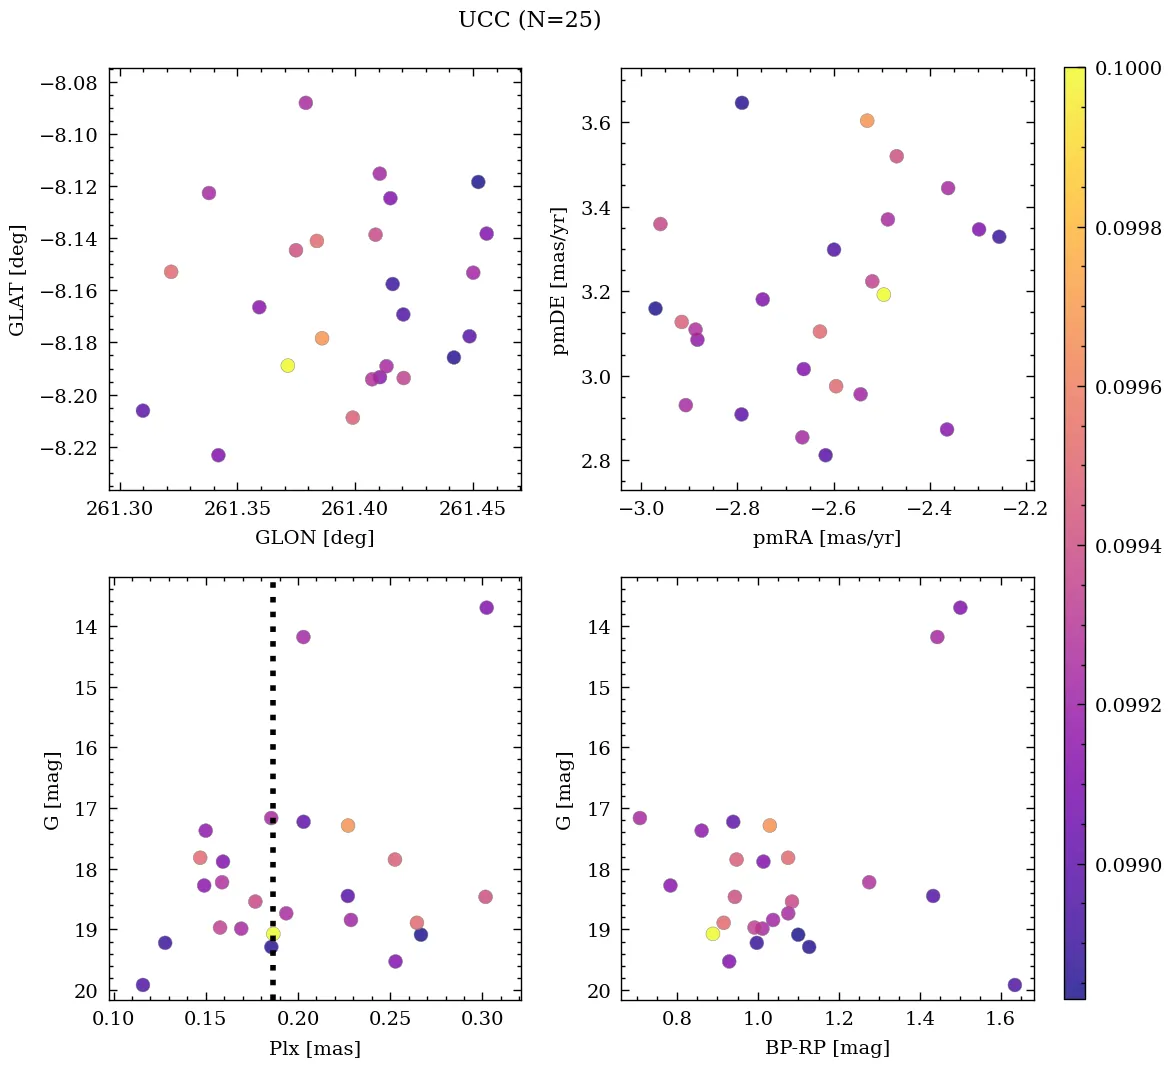 UCC (N=25)
−8.08
−8.10
−8.12
−8.14
−8.16
−8.18
−8.20
−8.22
GLAT [deg]
261.30 261.35 261.40 261.45
GLON [deg]
3.6
3.4
3.2
3.0
2.8
pmDE [mas/yr]
−3.0 −2.8 −2.6 −2.4 −2.2
pmRA [mas/yr]
14
15
16
17
18
19
20
G [mag]
0.10 0.15 0.20 0.25 0.30
Plx [mas]
14
15
16
17
18
19
20
G [mag]
0.8 1.0 1.2 1.4 1.6
BP-RP [mag]
0.1000
0.0998
0.0996
0.0994
0.0992
0.0990